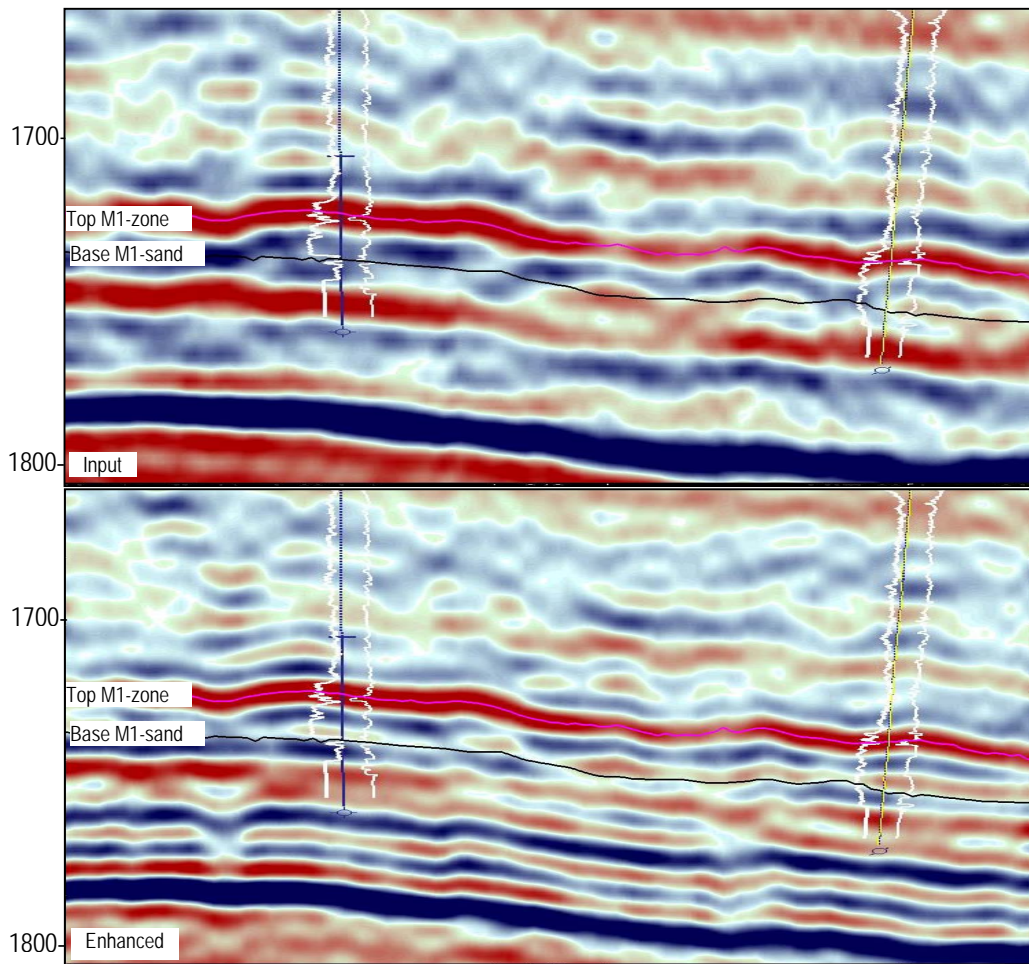 1700
Top M1-zone
Base M1-sand
1800
Input
1700
Top M1-zone
Base M1-sand
1800
Enhanced